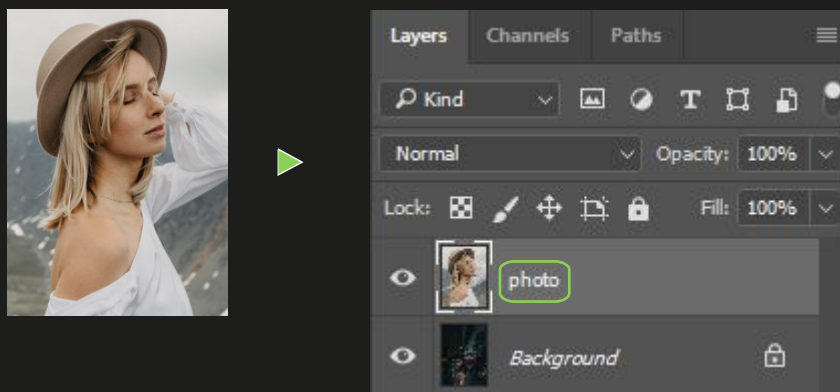 Layers Channels Paths
Kind
Normal Opacity: 100%
Lock: Fill: 100%
photo
Background